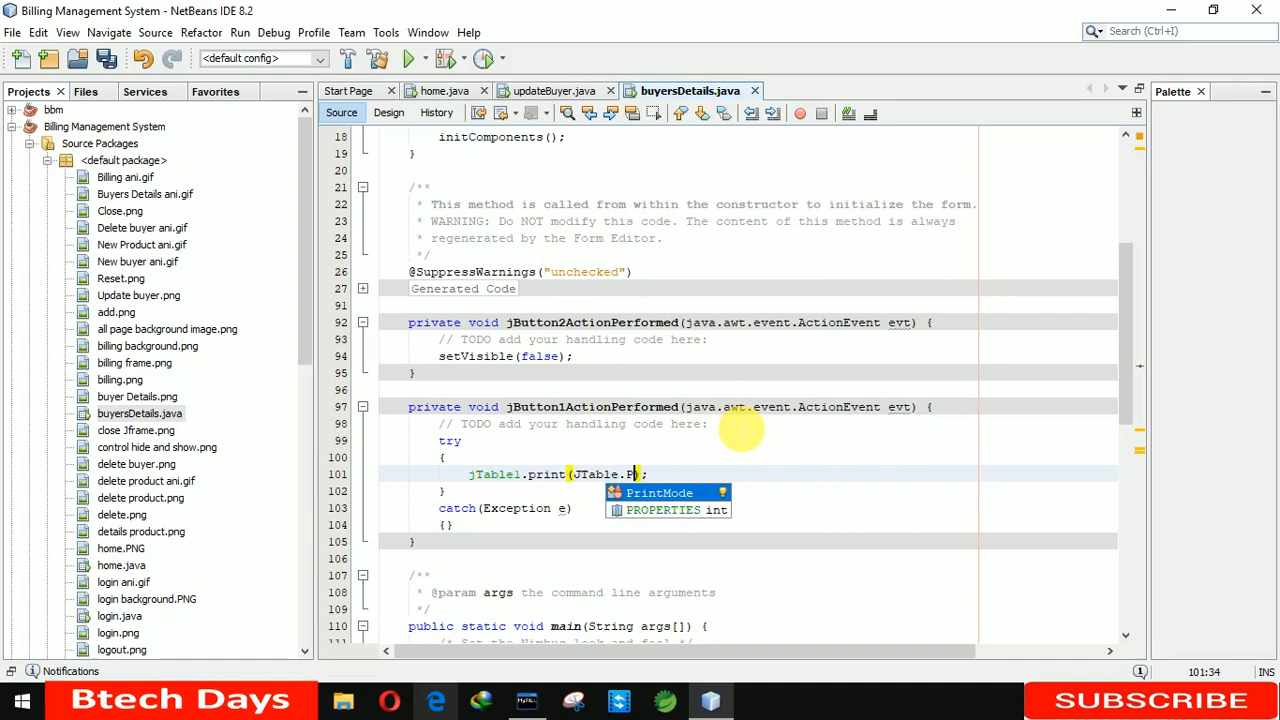 Billing Management System - NetBeans IDE 8.2
File Edit View Navigate Source Refactor Run Debug Profile Team Tools Window Help
Search (Ctrl+I)
<default config>
Projects Files Services Favorites
Start Page home.java updateBuyer.java buyersDetails.java
Palette
Source Design History
bbm
Billing Management System
Source Packages
<default package>
Billing ani.gif
Buyers Details ani.gif
Close.png
Delete buyer ani.gif
New Product ani.gif
New buyer ani.gif
Reset.png
Update buyer.png
add.png
all page background image.png
billing background.png
billing frame.png
billing.png
buyer Details.png
buyersDetails.java
close Jframe.png
control hide and show.png
delete buyer.png
delete product ani.gif
delete product.png
delete.png
details product.png
home.PNG
home.java
login ani.gif
login background.PNG
login.java
login.png
logout.png
18 initComponents();
19 }
20
21 /**
22 * This method is called from within the constructor to initialize the form.
23 * WARNING: Do NOT modify this code. The content of this method is always
24 * regenerated by the Form Editor.
25 */
26 @SuppressWarnings("unchecked")
27 Generated Code
91
92 private void jButton2ActionPerformed(java.awt.event.ActionEvent evt) {
93 // TODO add your handling code here:
94 setVisible(false);
95 }
96
97 private void jButton1ActionPerformed(java.awt.event.ActionEvent evt) {
98 // TODO add your handling code here:
99 try
100 {
101 jTable1.print(JTable.P);
PrintMode
PROPERTIES int
102 }
103 catch(Exception e)
104 {}
105 }
106
107 /**
108 * @param args the command line arguments
109 */
110 public static void main(String args[]) {
111 /* Set the Nimbus look and feel */
Notifications
1
101:34 INS
Btech Days
SUBSCRIBE